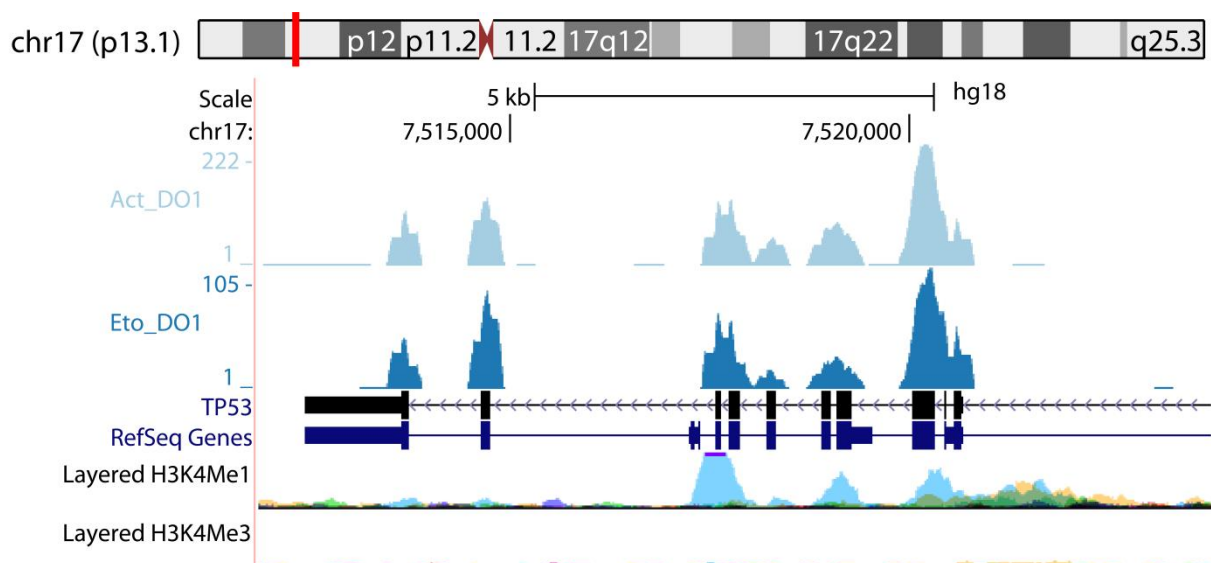 chr17 (p13.1) p12 p11.2 11.2 17q12 17q22 q25.3
Scale 5 kb hg18
chr17: 7,515,000 7,520,000
222 -
Act_DO1
1 _
105 -
Eto_DO1
1 _
TP53
RefSeq Genes
Layered H3K4Me1
Layered H3K4Me3